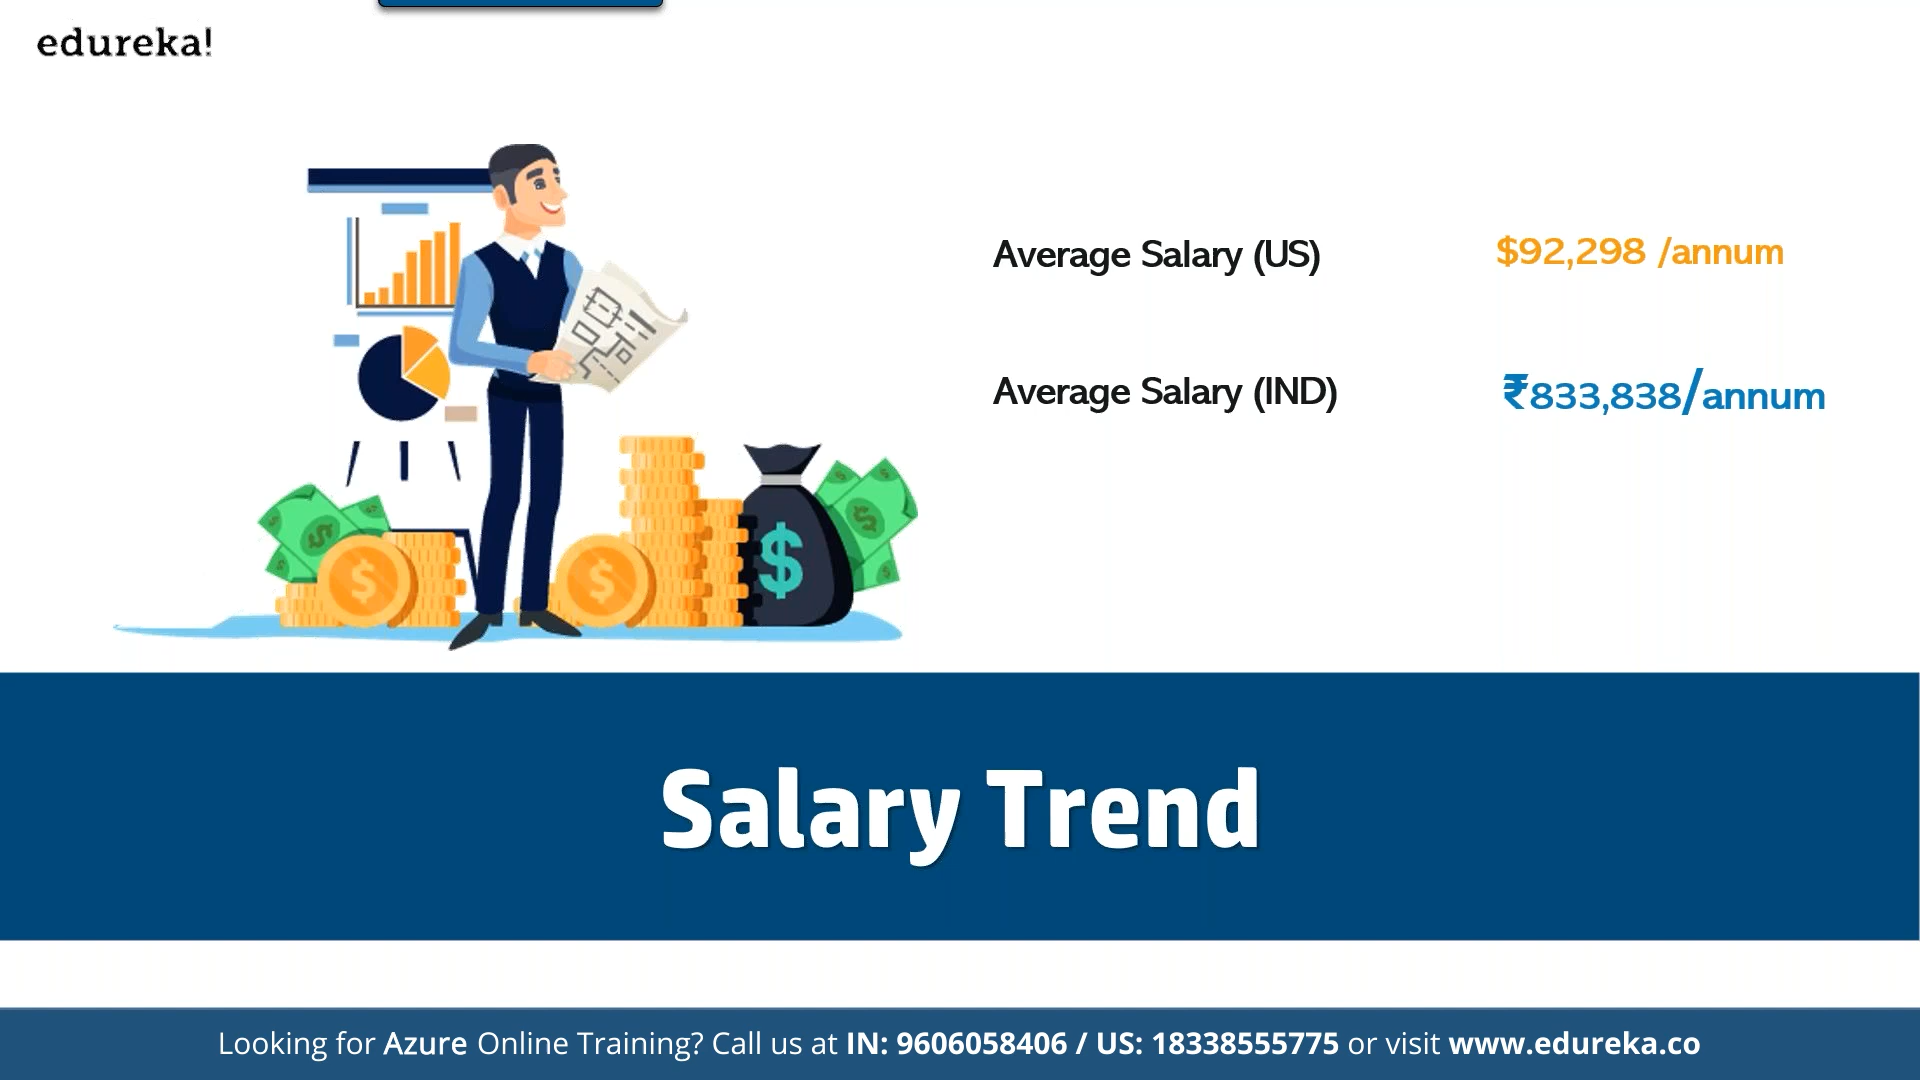 edureka!
Average Salary (US)
$92,298 /annum
Average Salary (IND)
₹833,838/annum
$
$
$
Salary Trend
Looking for Azure Online Training? Call us at IN: 9606058406 / US: 18338555775 or visit www.edureka.co